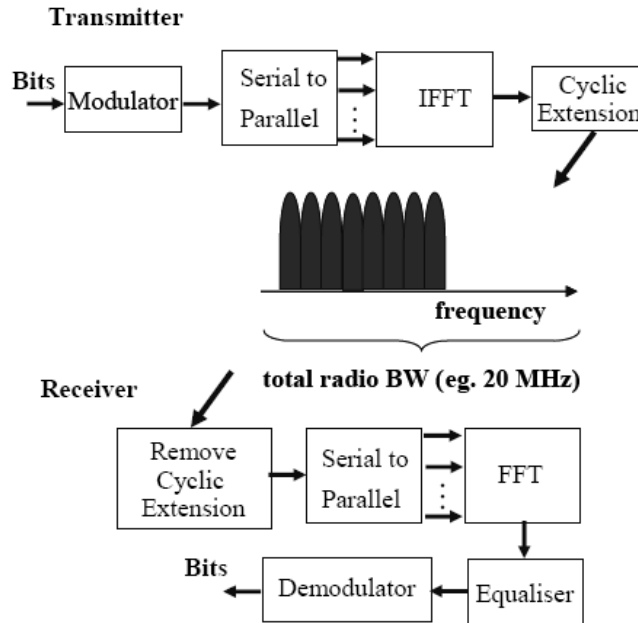 Transmitter
Bits
Modulator
Serial to
Parallel
IFFT
Cyclic
Extension
frequency
total radio BW (eg. 20 MHz)
Receiver
Remove
Cyclic
Extension
Serial to
Parallel
FFT
Bits
Demodulator
Equaliser